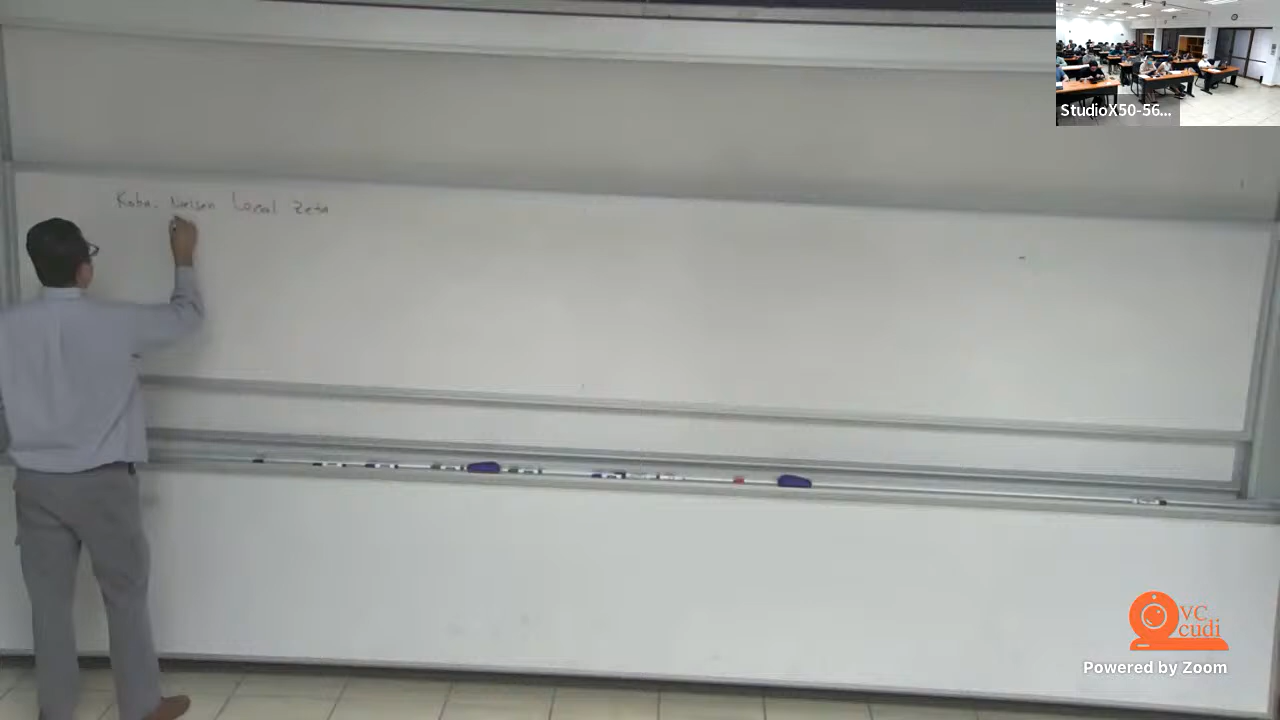 Koba-Nielsen Local Zeta
StudioX50-56...
VC
cudi
Powered by Zoom